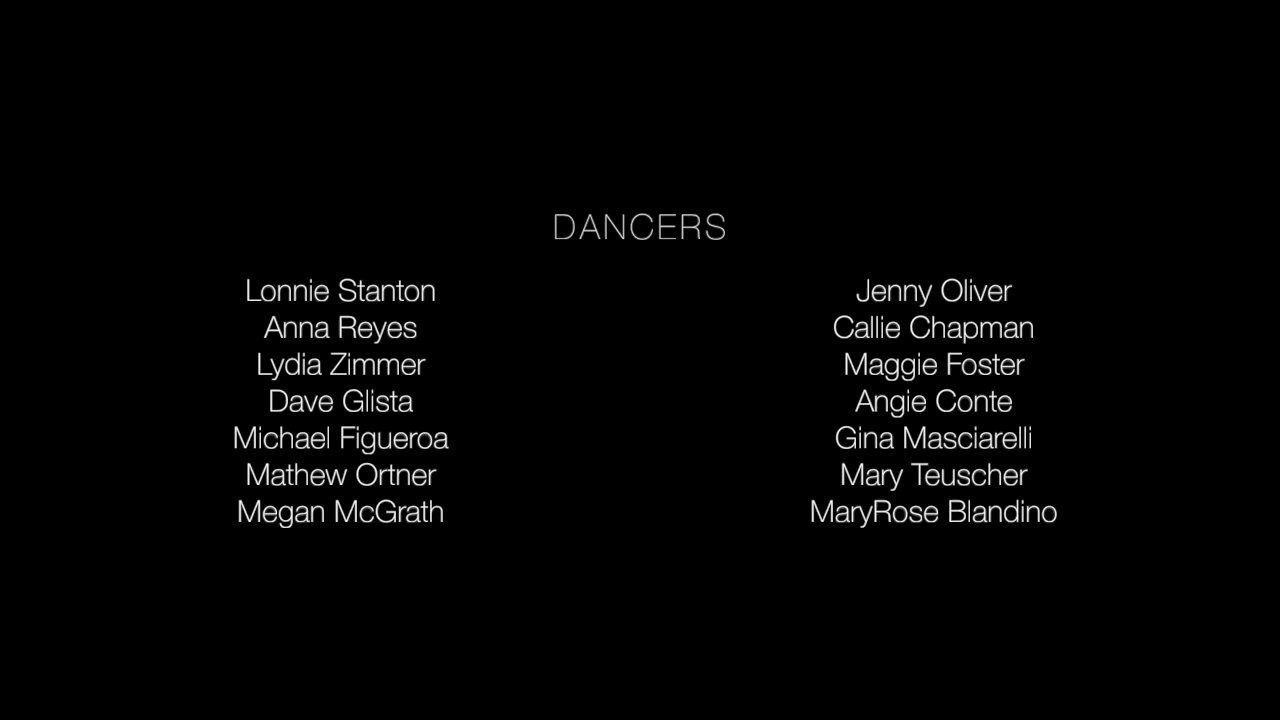 DANCERS
Lonnie Stanton
Anna Reyes
Lydia Zimmer
Dave Glista
Michael Figueroa
Mathew Ortner
Megan McGrath
Jenny Oliver
Callie Chapman
Maggie Foster
Angie Conte
Gina Masciarelli
Mary Teuscher
MaryRose Blandino